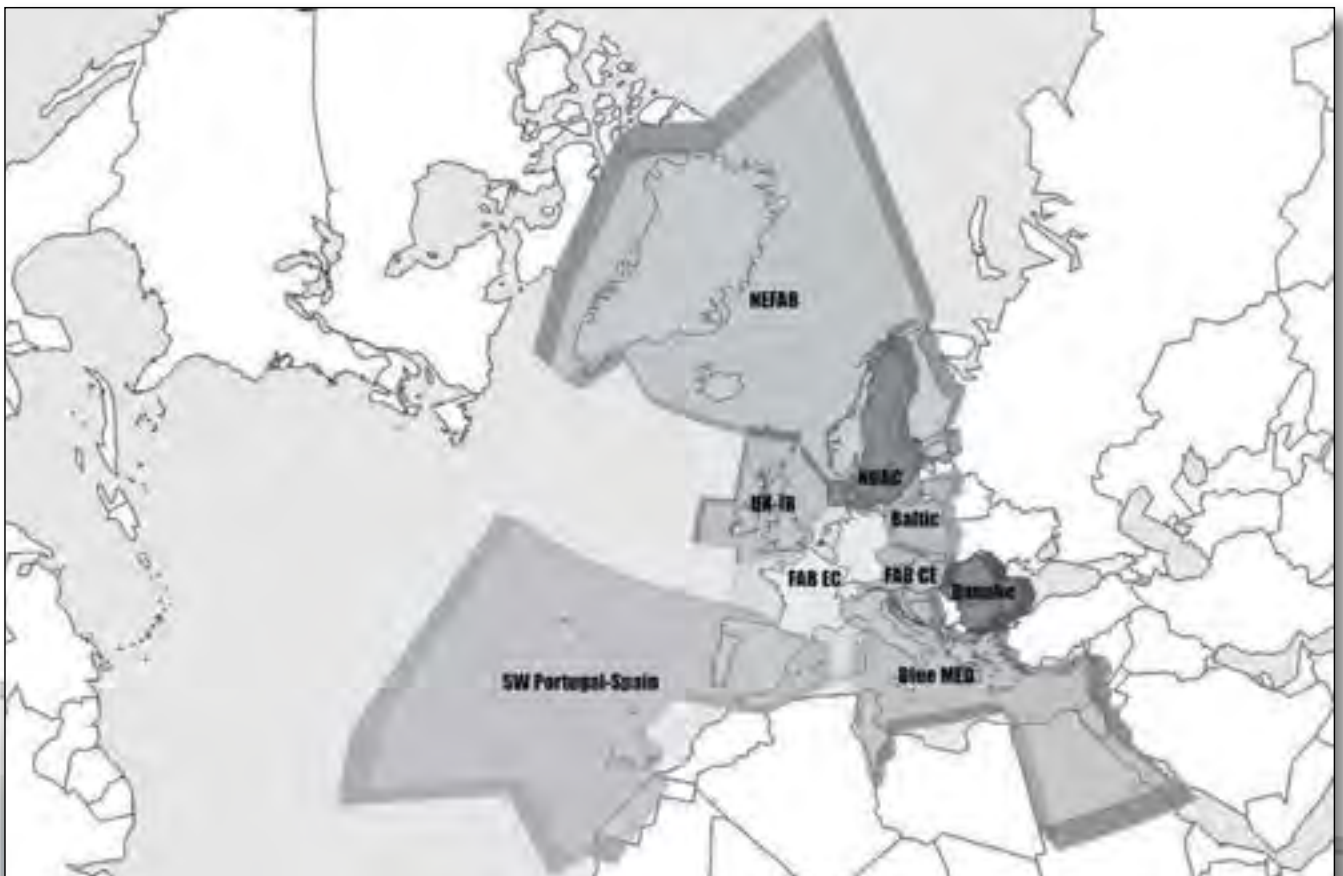 NEFAB
NUAC
UK-IR
Baltic
FAB EC
FAB CE
Danube
SW Portugal-Spain
Blue MED